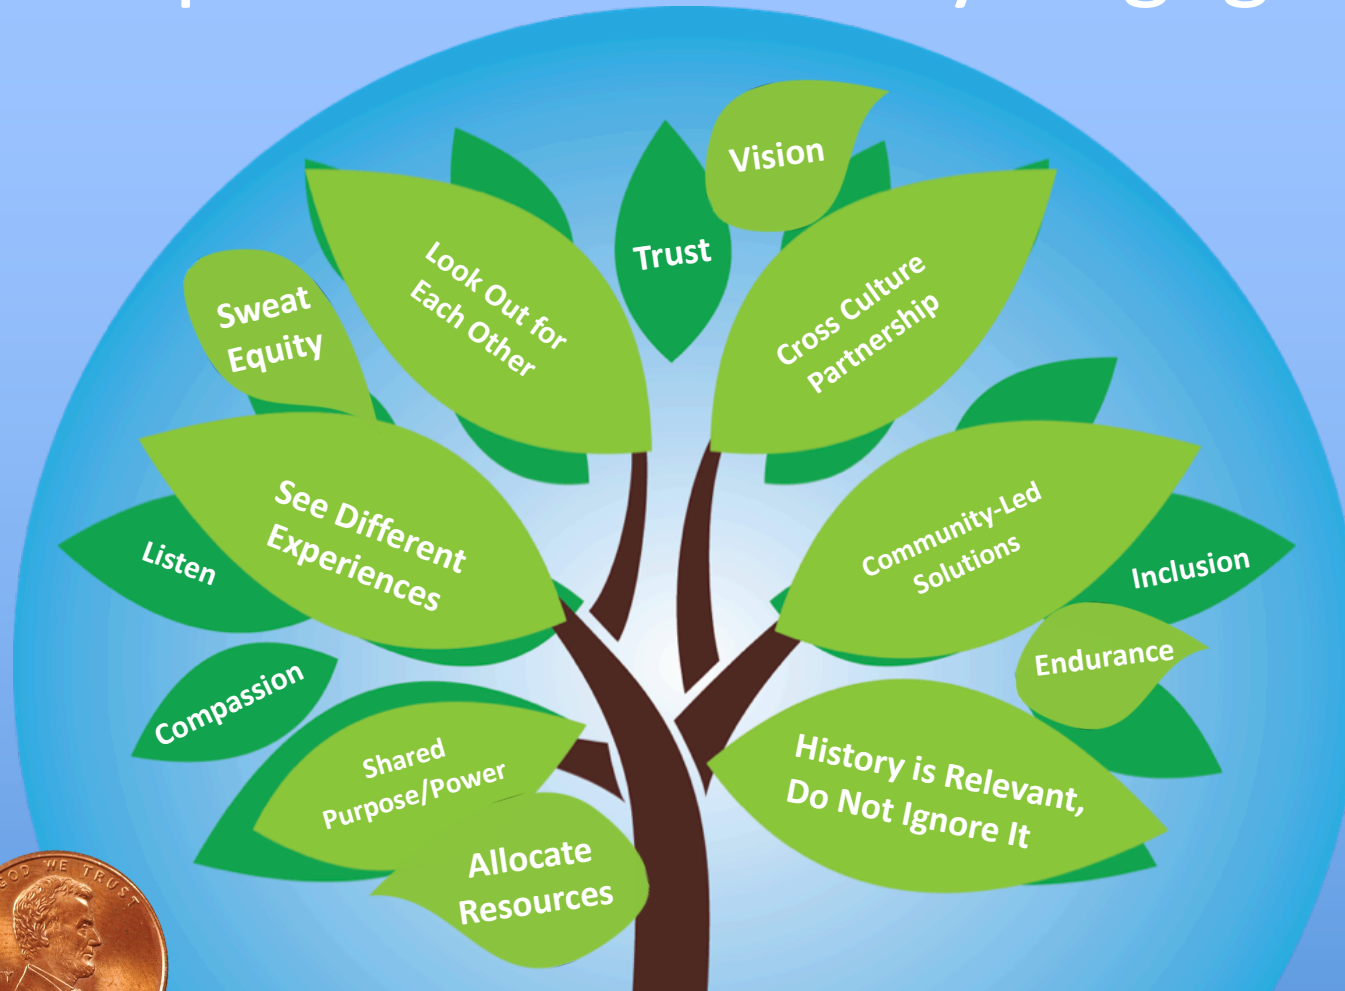 Vision
Trust
Look Out for
Each Other
Cross Culture
Partnership
Sweat
Equity
See Different
Experiences
Community-Led
Solutions
Listen
Inclusion
Compassion
Endurance
Shared
Purpose/Power
History is Relevant,
Do Not Ignore It
Allocate
Resources
GOD WE TRUST